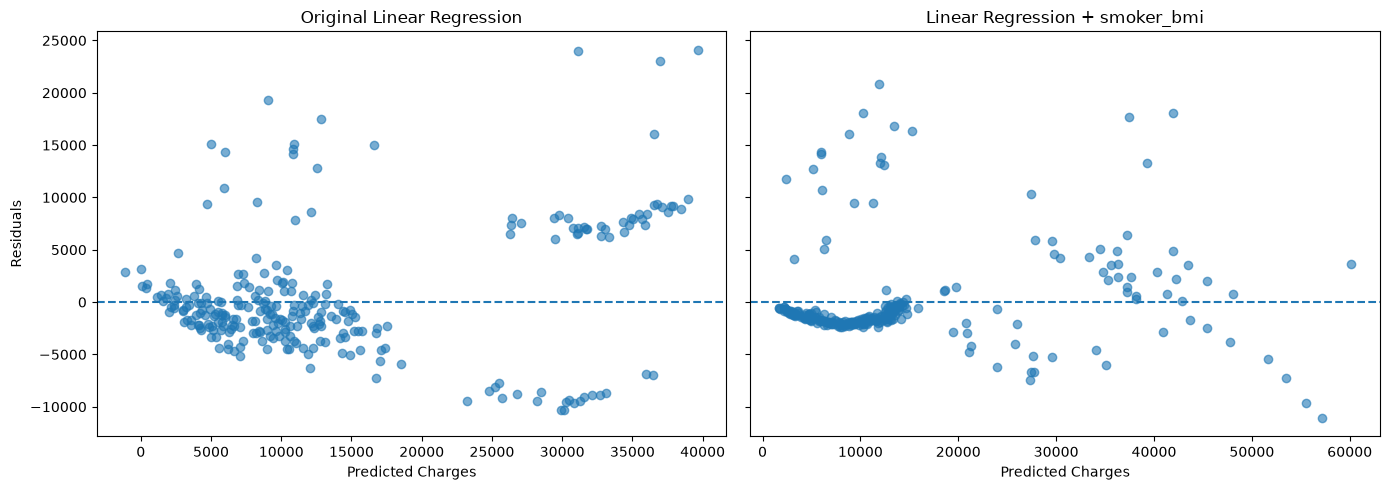 Original Linear Regression
Linear Regression + smoker_bmi
25000
20000
15000
10000
5000
0
−5000
−10000
Residuals
0 5000 10000 15000 20000 25000 30000 35000 40000
0 10000 20000 30000 40000 50000 60000
Predicted Charges
Predicted Charges